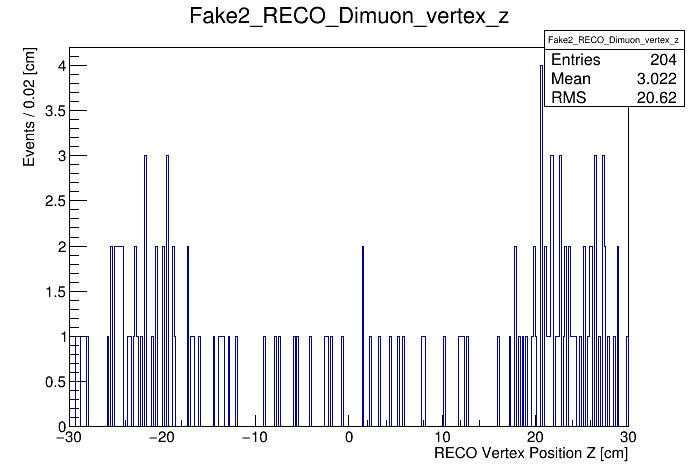 Fake2_RECO_Dimuon_vertex_z
Fake2_RECO_Dimuon_vertex_z
Entries 204
Mean 3.022
RMS 20.62
Events / 0.02 [cm]
4
3.5
3
2.5
2
1.5
1
0.5
0
−30 −20 −10 0 10 20 30
RECO Vertex Position Z [cm]